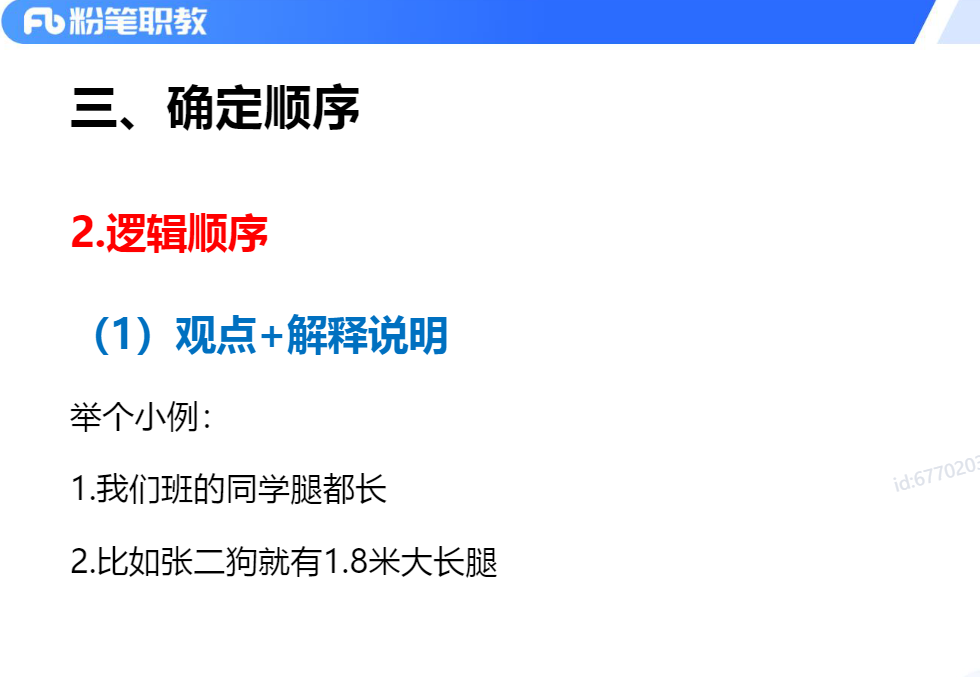 粉笔职教
三、确定顺序
2.逻辑顺序
（1）观点+解释说明
举个小例：
1.我们班的同学腿都长
id:677020
2.比如张二狗就有1.8米大长腿